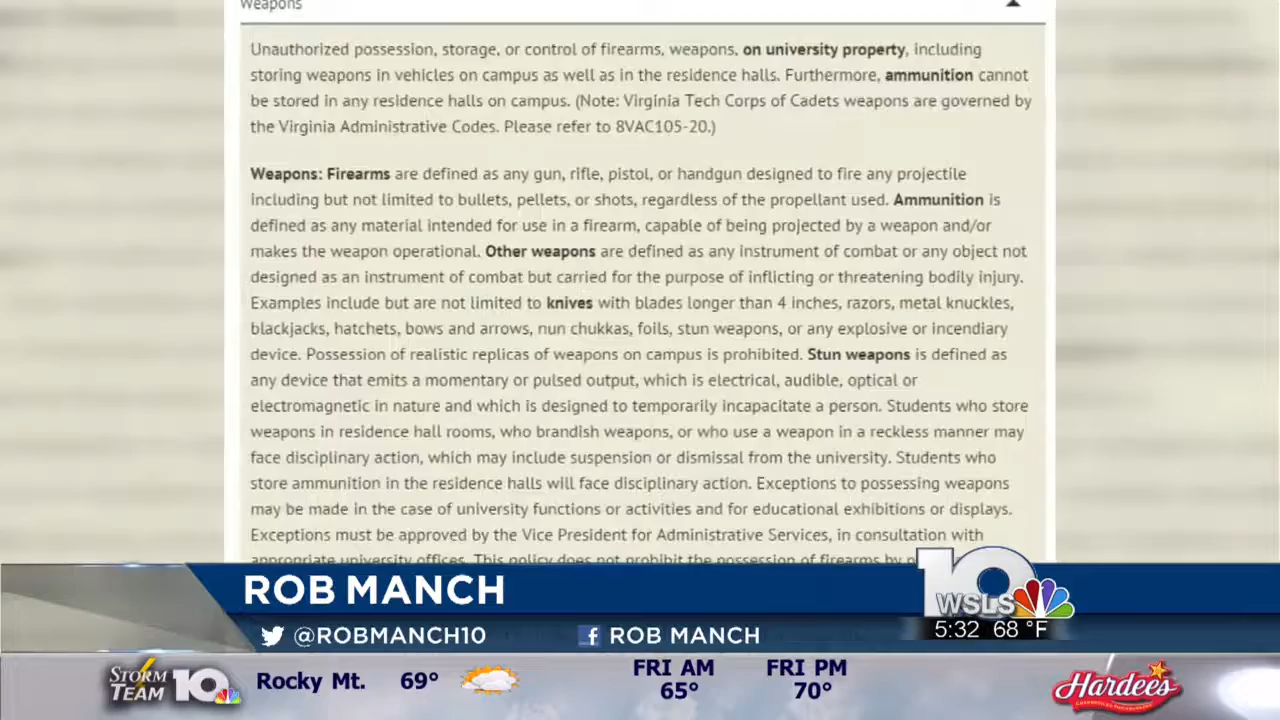 Weapons
Unauthorized possession, storage, or control of firearms, weapons, on university property, including
storing weapons in vehicles on campus as well as in the residence halls. Furthermore, ammunition cannot
be stored in any residence halls on campus. (Note: Virginia Tech Corps of Cadets weapons are governed by
the Virginia Administrative Codes. Please refer to 8VAC105-20.)
Weapons: Firearms are defined as any gun, rifle, pistol, or handgun designed to fire any projectile
including but not limited to bullets, pellets, or shots, regardless of the propellant used. Ammunition is
defined as any material intended for use in a firearm, capable of being projected by a weapon and/or
makes the weapon operational. Other weapons are defined as any instrument of combat or any object not
designed as an instrument of combat but carried for the purpose of inflicting or threatening bodily injury.
Examples include but are not limited to knives with blades longer than 4 inches, razors, metal knuckles,
blackjacks, hatchets, bows and arrows, nun chukkas, foils, stun weapons, or any explosive or incendiary
device. Possession of realistic replicas of weapons on campus is prohibited. Stun weapons is defined as
any device that emits a momentary or pulsed output, which is electrical, audible, optical or
electromagnetic in nature and which is designed to temporarily incapacitate a person. Students who store
weapons in residence hall rooms, who brandish weapons, or who use a weapon in a reckless manner may
face disciplinary action, which may include suspension or dismissal from the university. Students who
store ammunition in the residence halls will face disciplinary action. Exceptions to possessing weapons
may be made in the case of university functions or activities and for educational exhibitions or displays.
Exceptions must be approved by the Vice President for Administrative Services, in consultation with
appropriate university offices. This policy does not prohibit the possession of firearms by
ROB MANCH
@ROBMANCH10 ROB MANCH
10
WSLS
5:32 68 °F
STORM TEAM 10
Rocky Mt. 69°
FRI AM 65°
FRI PM 70°
Hardee's